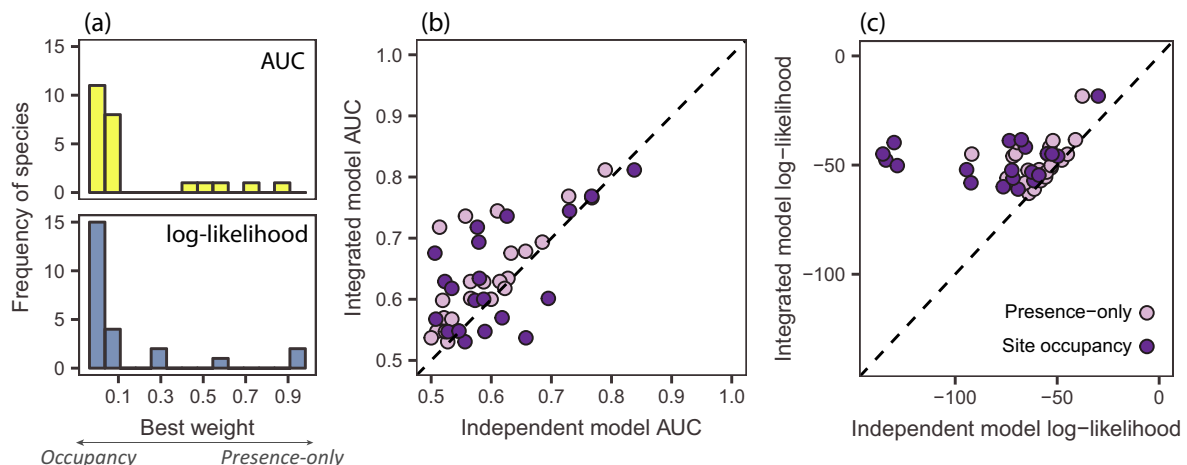 (a)
AUC
15
10
5
0
log-likelihood
15
10
5
0
Frequency of species
0.1 0.3 0.5 0.7 0.9
Best weight
Occupancy Presence-only
(b)
1.0
0.9
0.8
0.7
0.6
0.5
Integrated model AUC
0.5 0.6 0.7 0.8 0.9 1.0
Independent model AUC
(c)
0
−50
−100
Integrated model log−likelihood
Presence−only
Site occupancy
−100 −50 0
Independent model log−likelihood